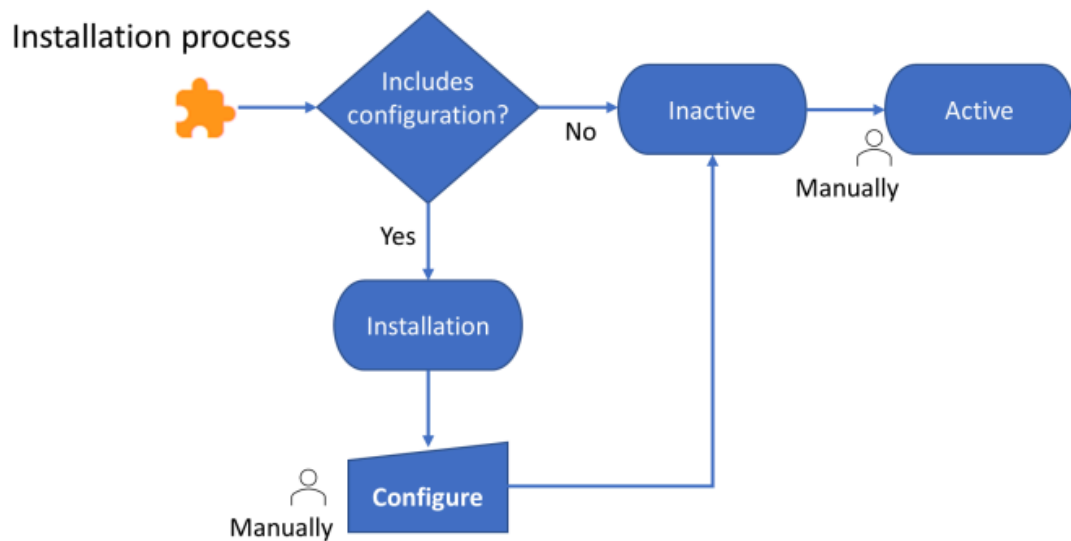 Installation process
Includes
configuration?
No
Inactive
Active
Manually
Yes
Installation
Configure
Manually